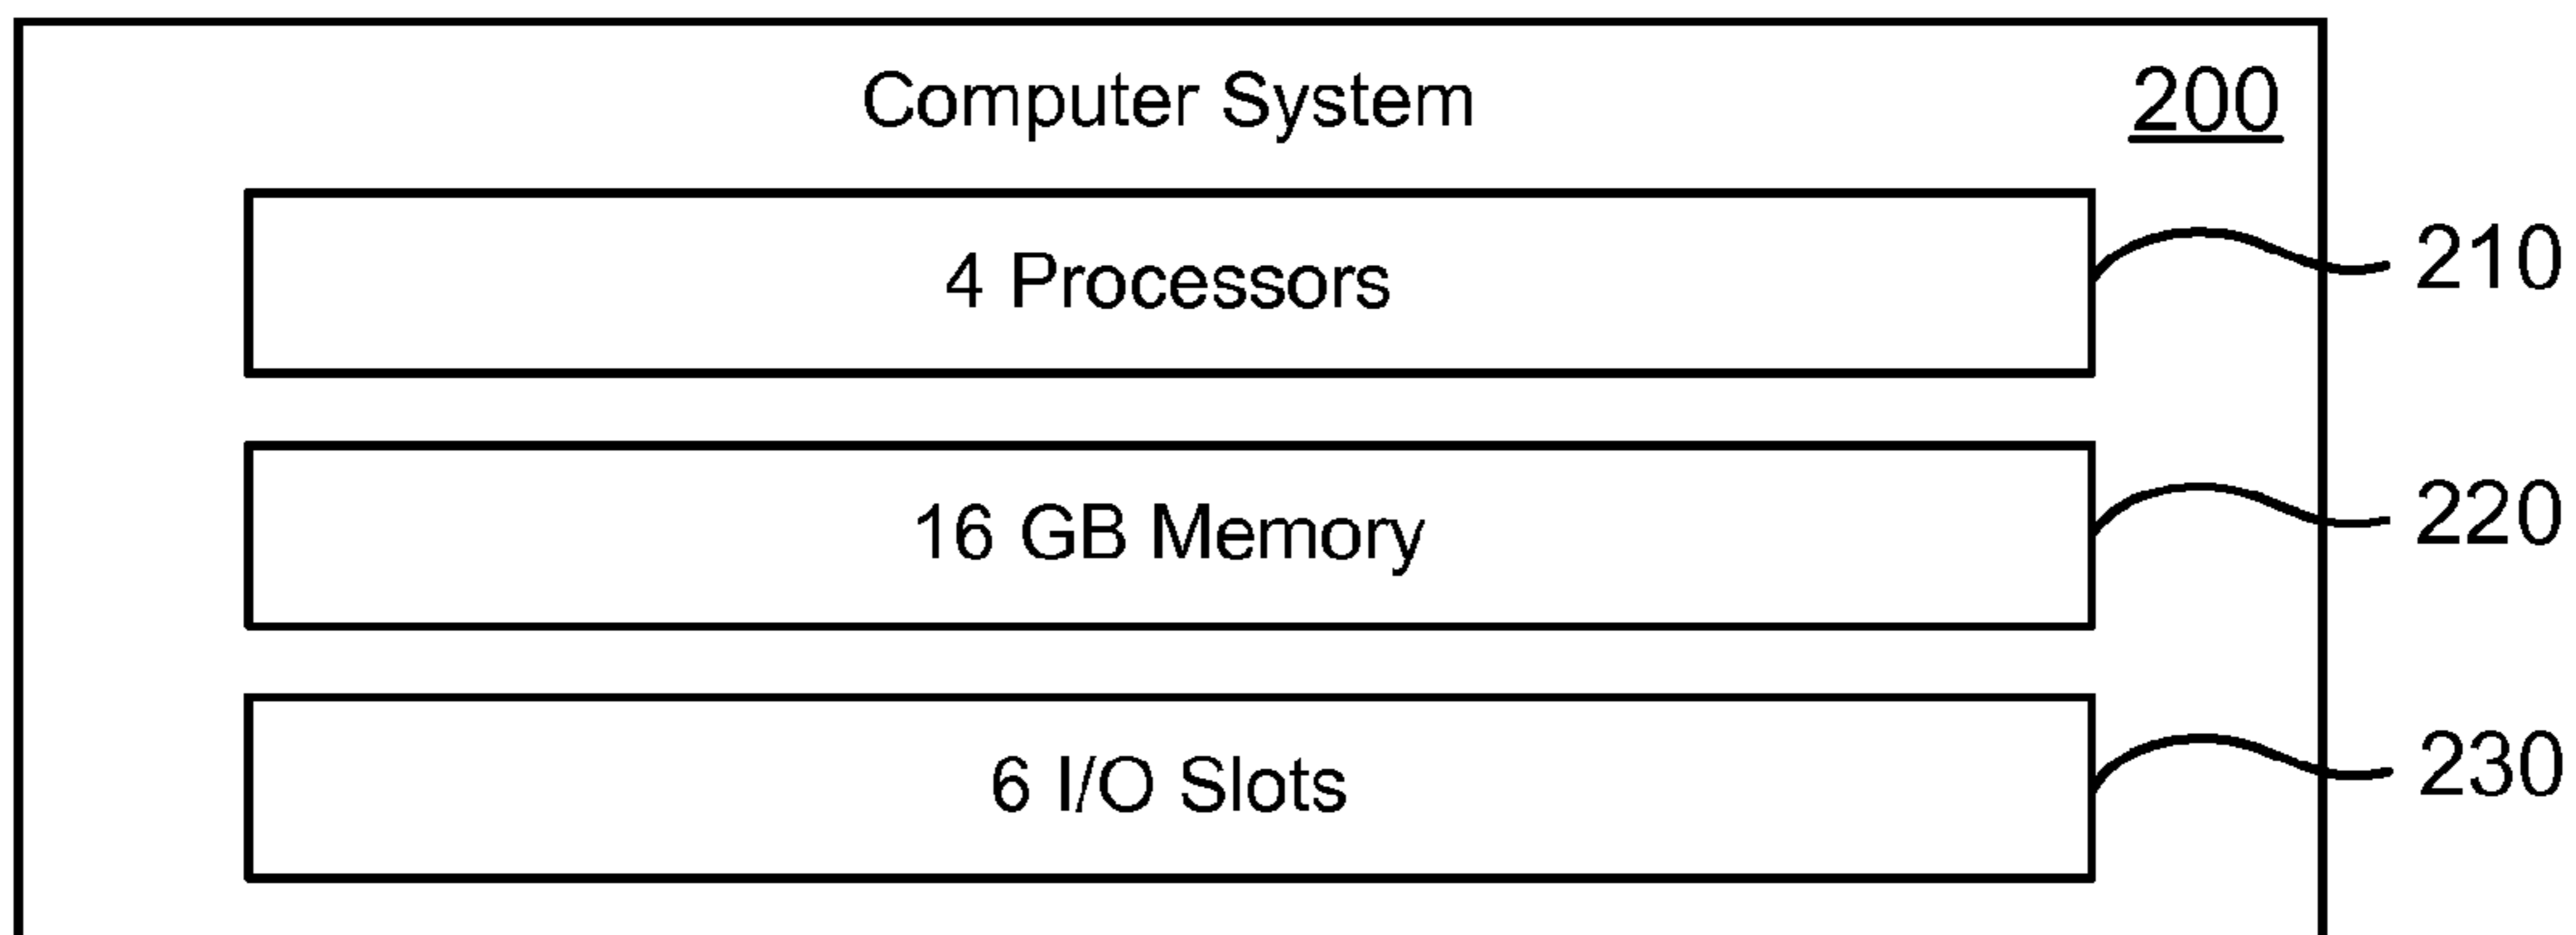 Computer System 200
4 Processors 210
16 GB Memory 220
6 I/O Slots 230